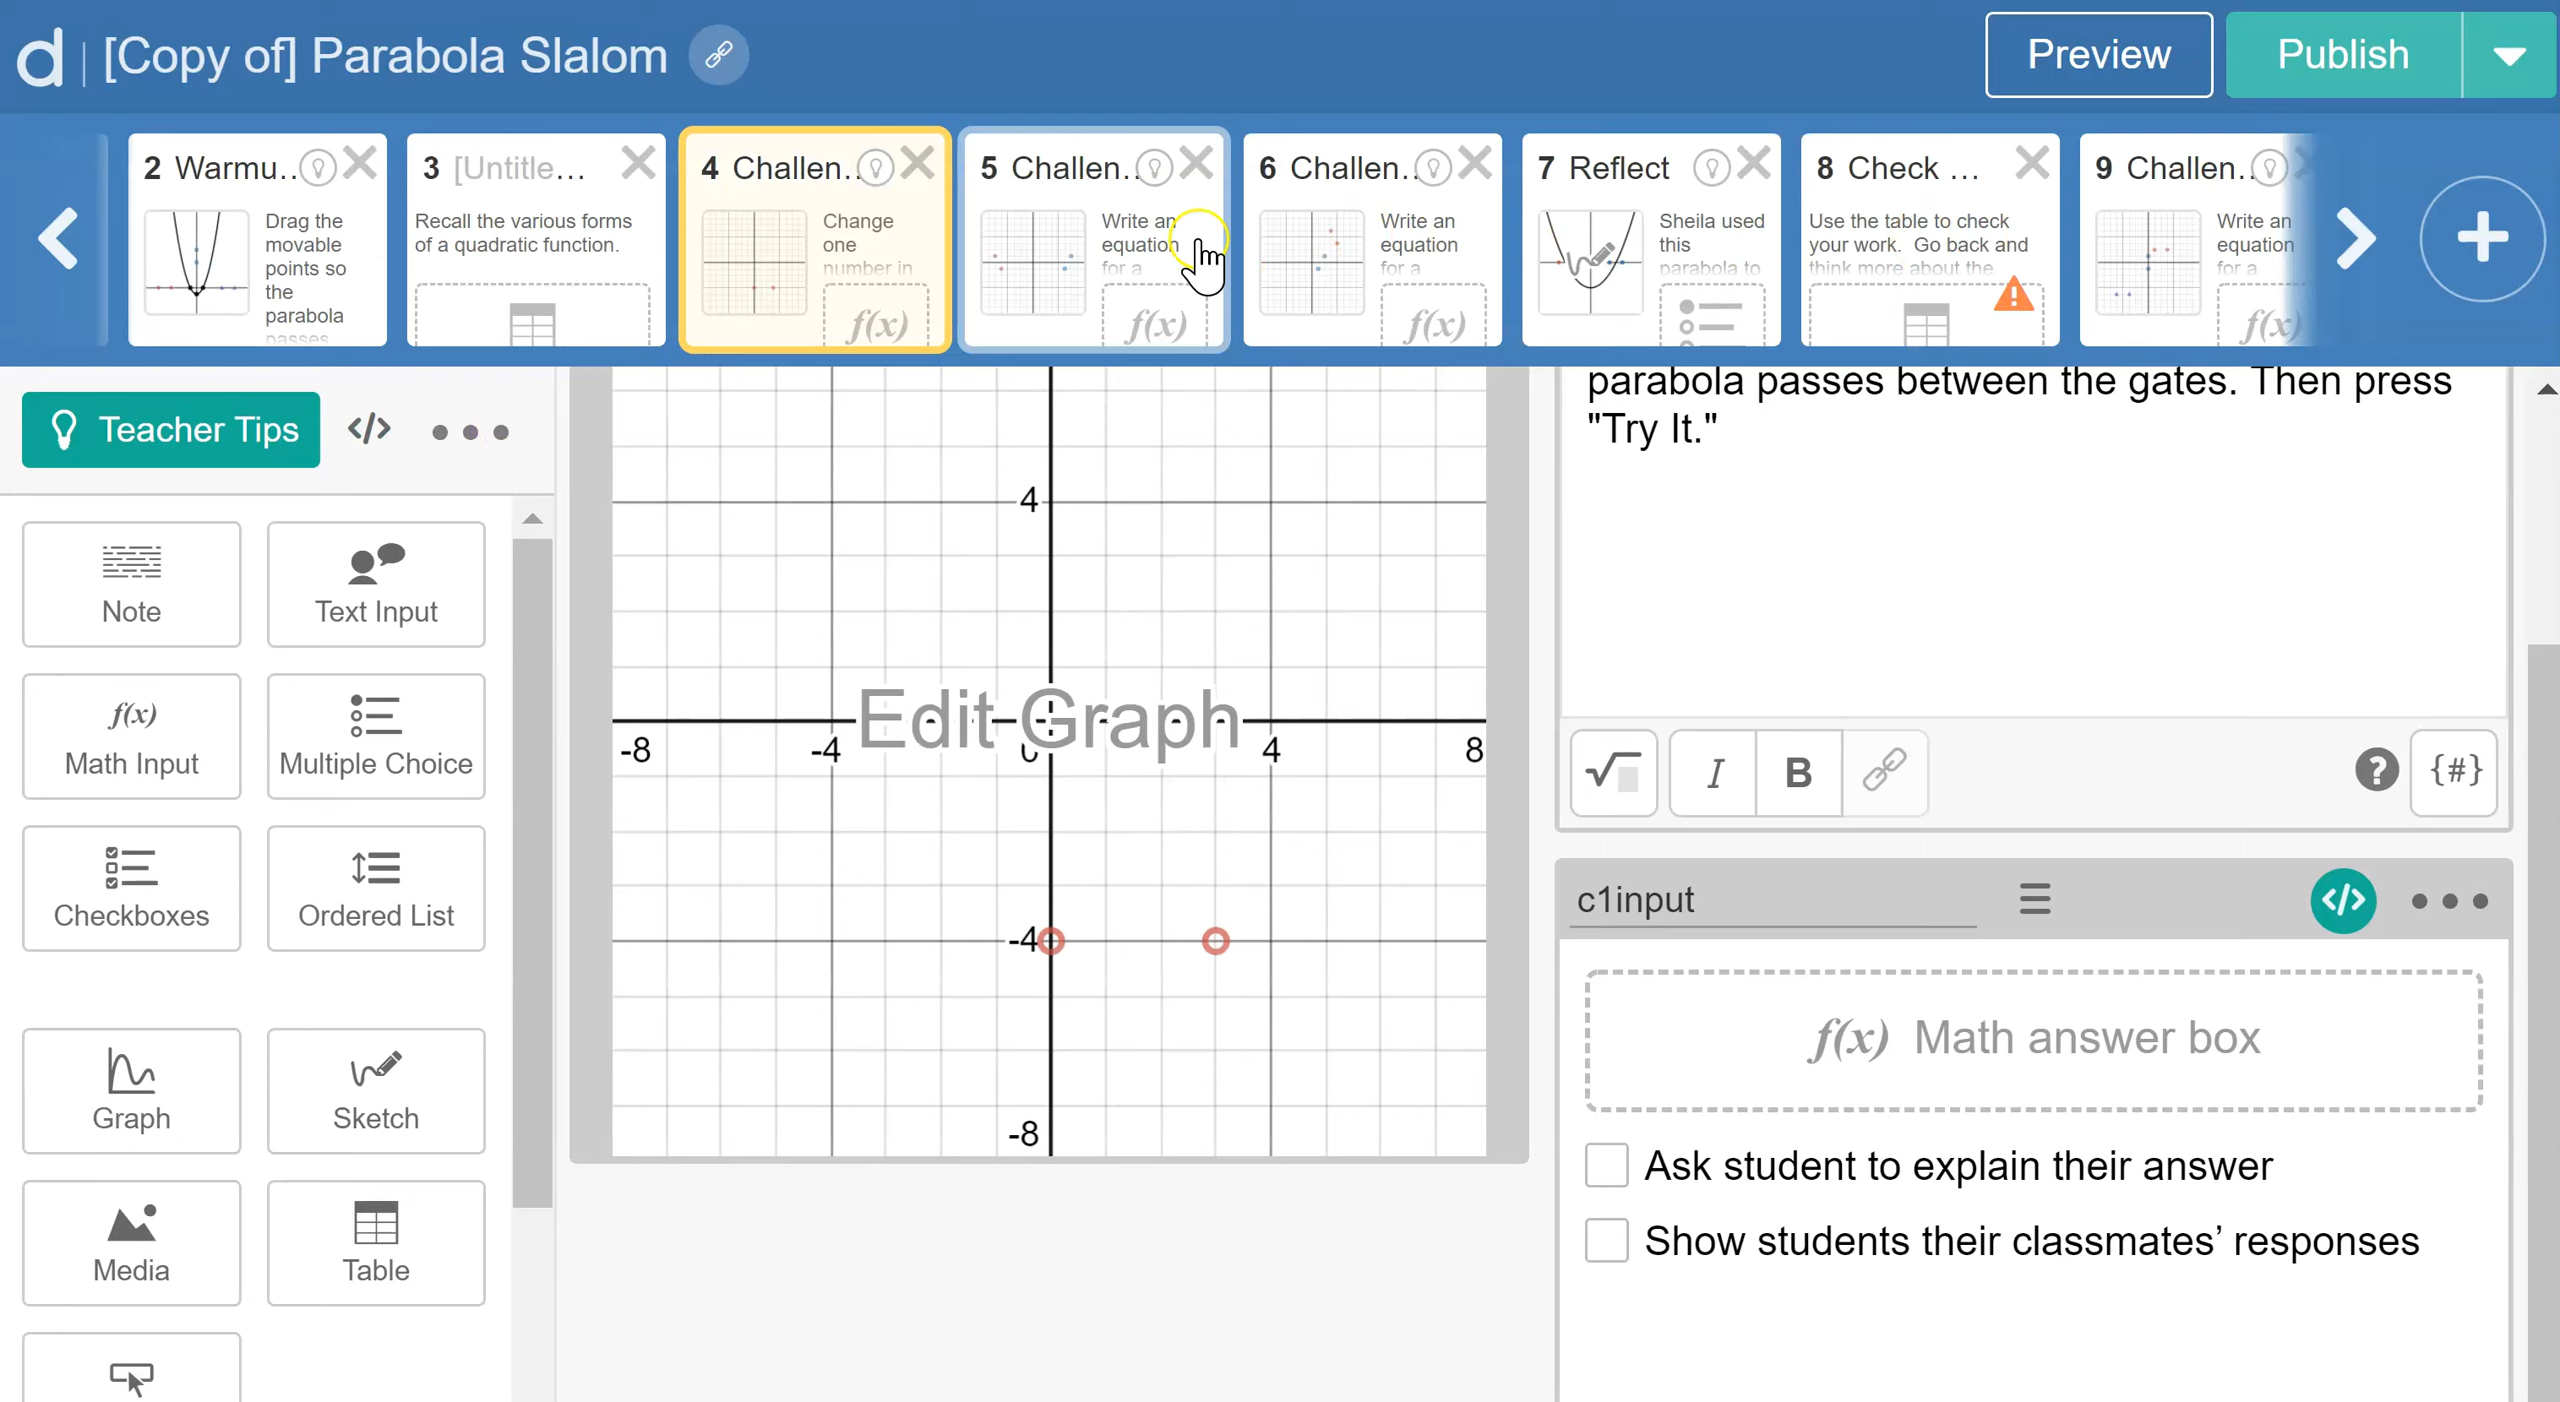 d | [Copy of] Parabola Slalom
Preview
Publish
2 Warmu...
Drag the
movable
points so
the
parabola
passes
3 [Untitle...
Recall the various forms
of a quadratic function.
4 Challen...
Change
one
number in
f(x)
5 Challen...
Write an
equation
for a
f(x)
6 Challen...
Write an
equation
for a
f(x)
7 Reflect
Sheila used
this
parabola to
8 Check ...
Use the table to check
your work. Go back and
think more about the
9 Challen...
Write an
equation
for a
f(x)
Teacher Tips
</>
Note
Text Input
f(x)
Math Input
Multiple Choice
Checkboxes
Ordered List
Graph
Sketch
Media
Table
4
Edit Graph
-8
-4
0
4
8
-4
-8
parabola passes between the gates. Then press
"Try It."
I
B
?
{#}
c1input
</>
f(x) Math answer box
Ask student to explain their answer
Show students their classmates’ responses